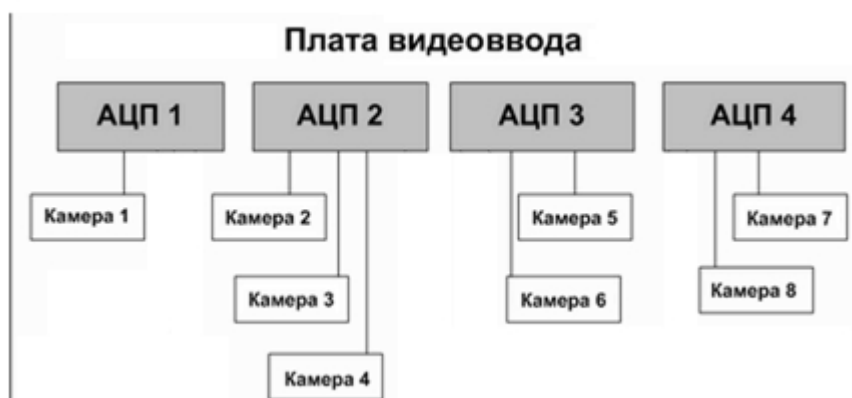 Плата видеоввода
АЦП 1
АЦП 2
АЦП 3
АЦП 4
Камера 1
Камера 2
Камера 5
Камера 7
Камера 3
Камера 6
Камера 8
Камера 4